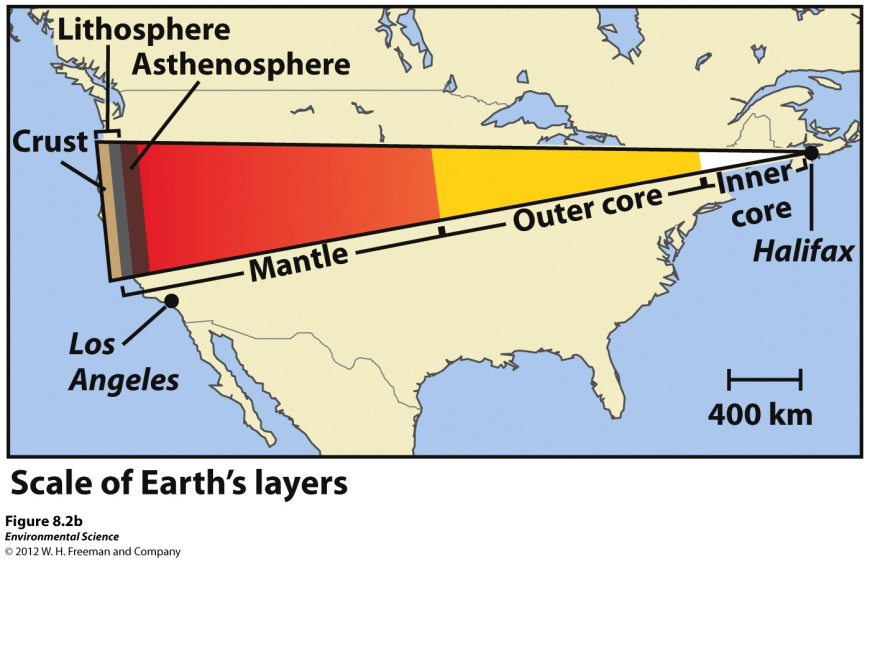 Lithosphere
Asthenosphere
Crust
Inner
core
Outer core
Mantle
Halifax
Los
Angeles
400 km
Scale of Earth's layers
Figure 8.2b
Environmental Science
© 2012 W. H. Freeman and Company